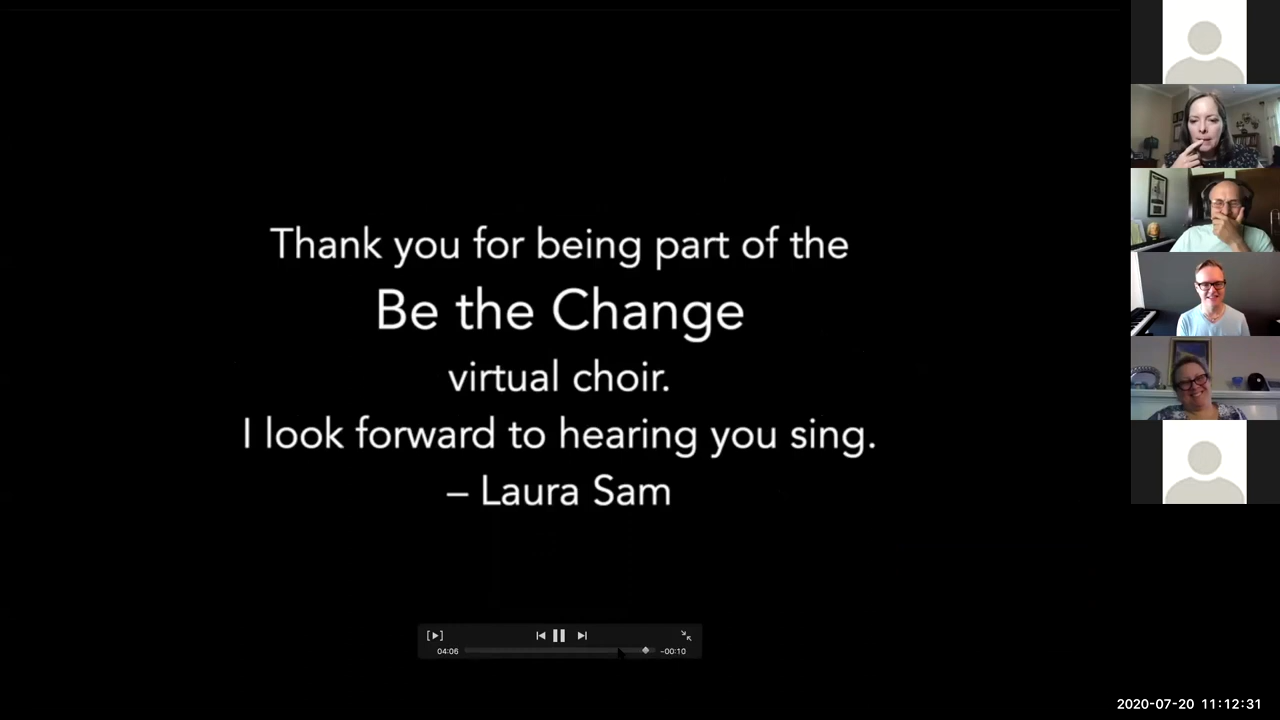 Thank you for being part of the
Be the Change
virtual choir.
I look forward to hearing you sing.
– Laura Sam
04:06
-00:10
2020-07-20 11:12:31